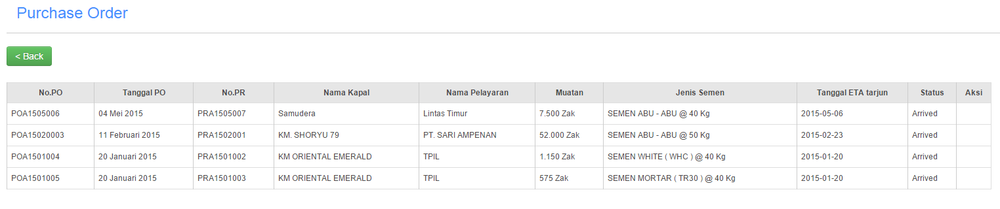 Purchase Order
< Back
No.PO Tanggal PO No.PR Nama Kapal Nama Pelayaran Muatan Jenis Semen Tanggal ETA tarjun Status Aksi
POA1505006 04 Mei 2015 PRA1505007 Samudera Lintas Timur 7.500 Zak SEMEN ABU - ABU @ 40 Kg 2015-05-06 Arrived
POA15020003 11 Februari 2015 PRA1502001 KM. SHORYU 79 PT. SARI AMPENAN 52.000 Zak SEMEN ABU - ABU @ 50 Kg 2015-02-23 Arrived
POA1501004 20 Januari 2015 PRA1501002 KM ORIENTAL EMERALD TPIL 1.150 Zak SEMEN WHITE ( WHC ) @ 40 Kg 2015-01-20 Arrived
POA1501005 20 Januari 2015 PRA1501003 KM ORIENTAL EMERALD TPIL 575 Zak SEMEN MORTAR ( TR30 ) @ 40 Kg 2015-01-20 Arrived